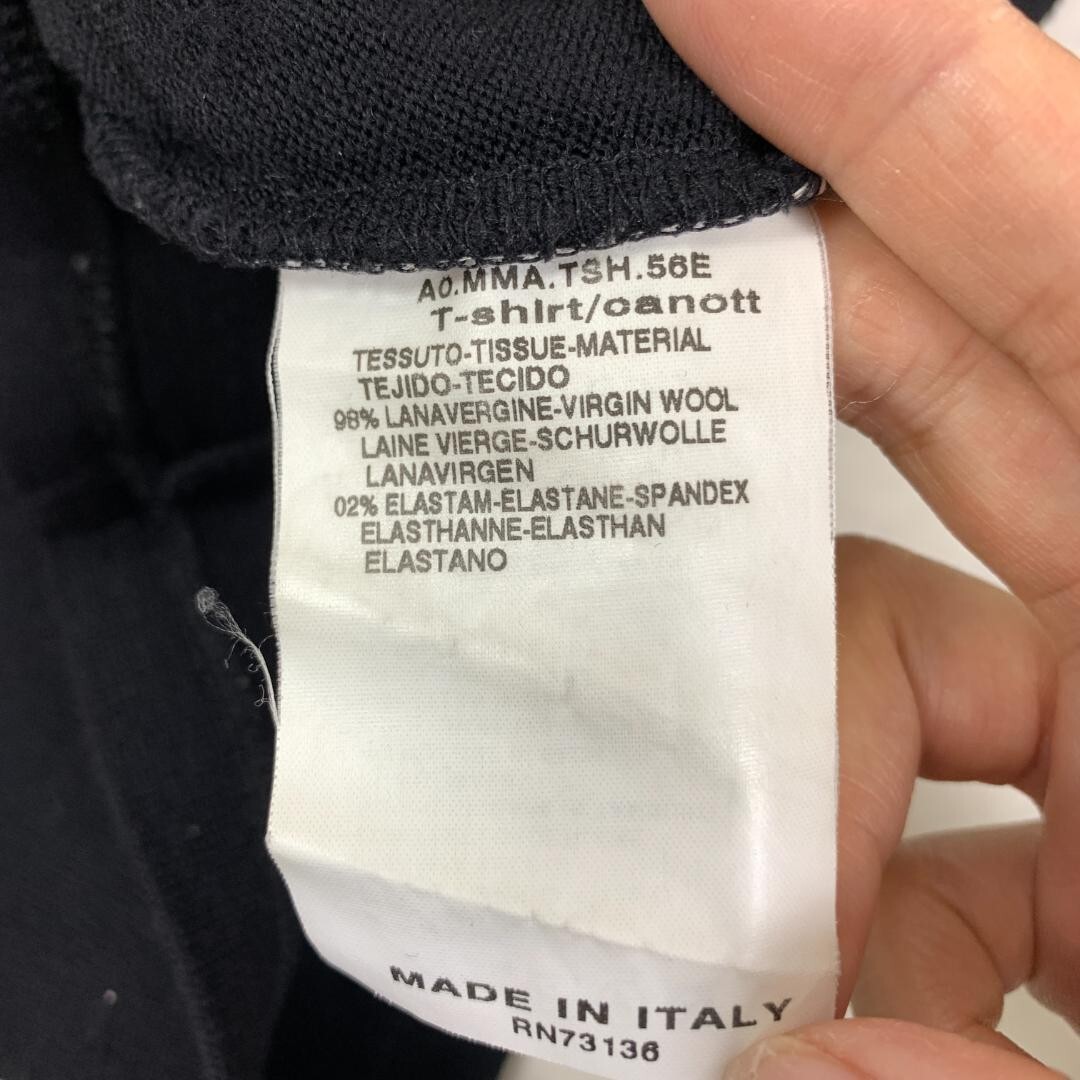 A0.MMA.TSH.56E
T-shirt/canott
TESSUTO-TISSUE-MATERIAL
TEJIDO-TECIDO
98% LANAVERGINE-VIRGIN WOOL
LAINE VIERGE-SCHURWOLLE
LANAVIRGEN
02% ELASTAM-ELASTANE-SPANDEX
ELASTHANNE-ELASTHAN
ELASTANO
MADE IN ITALY
RN73136